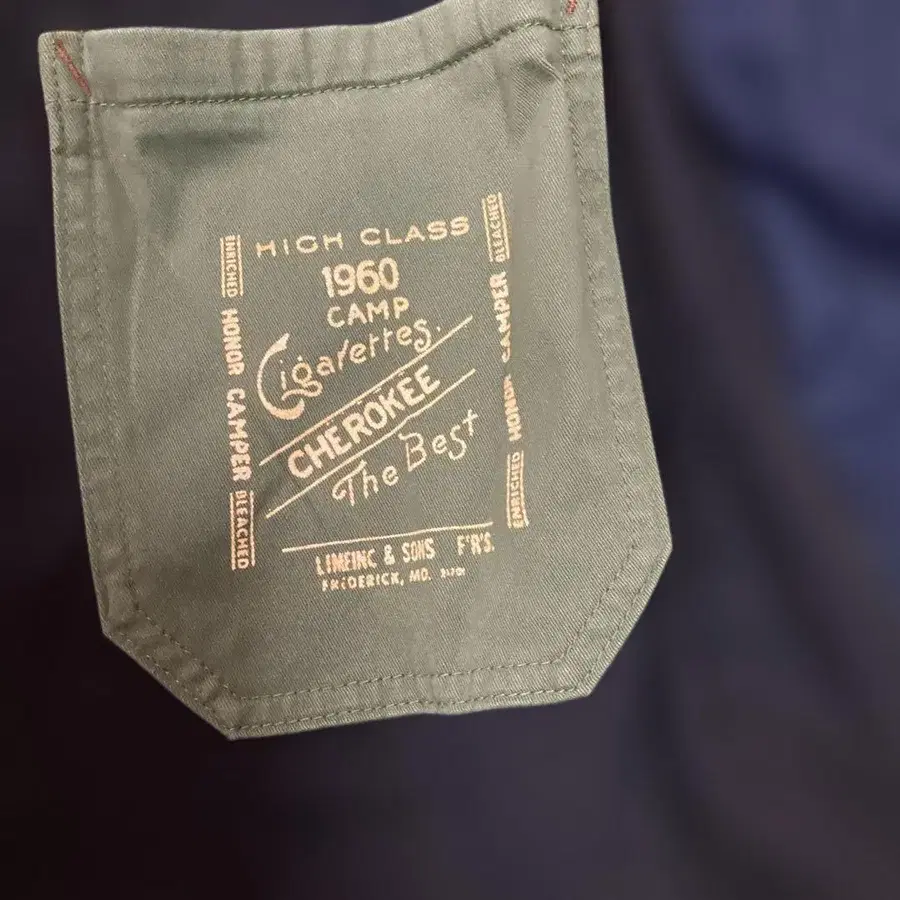 HIGH CLASS
1960
CAMP
Cigarettes.
CHEROKEE
The Best
ENRICHED HONOR CAMPER BLEACHED
ENRICHED HONOR CAMPER BLEACHED
& SONS F'R'S.
FREDERICK, MD. 21701